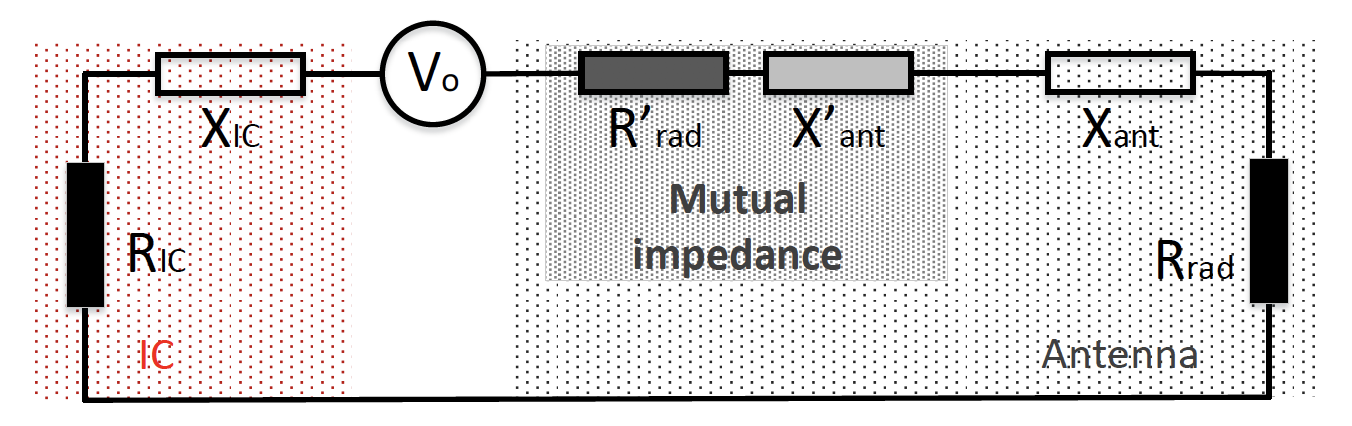 Vo
XIC
R’rad
X’ant
Xant
Mutual
impedance
RIC
Rrad
IC
Antenna